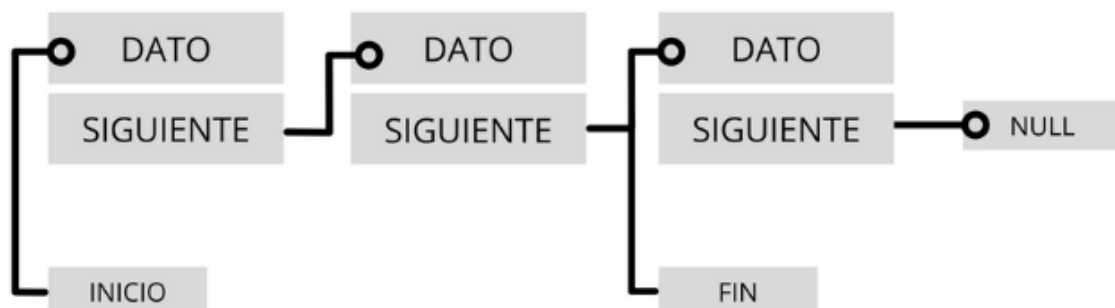 DATO
SIGUIENTE
DATO
SIGUIENTE
DATO
SIGUIENTE
NULL
INICIO
FIN